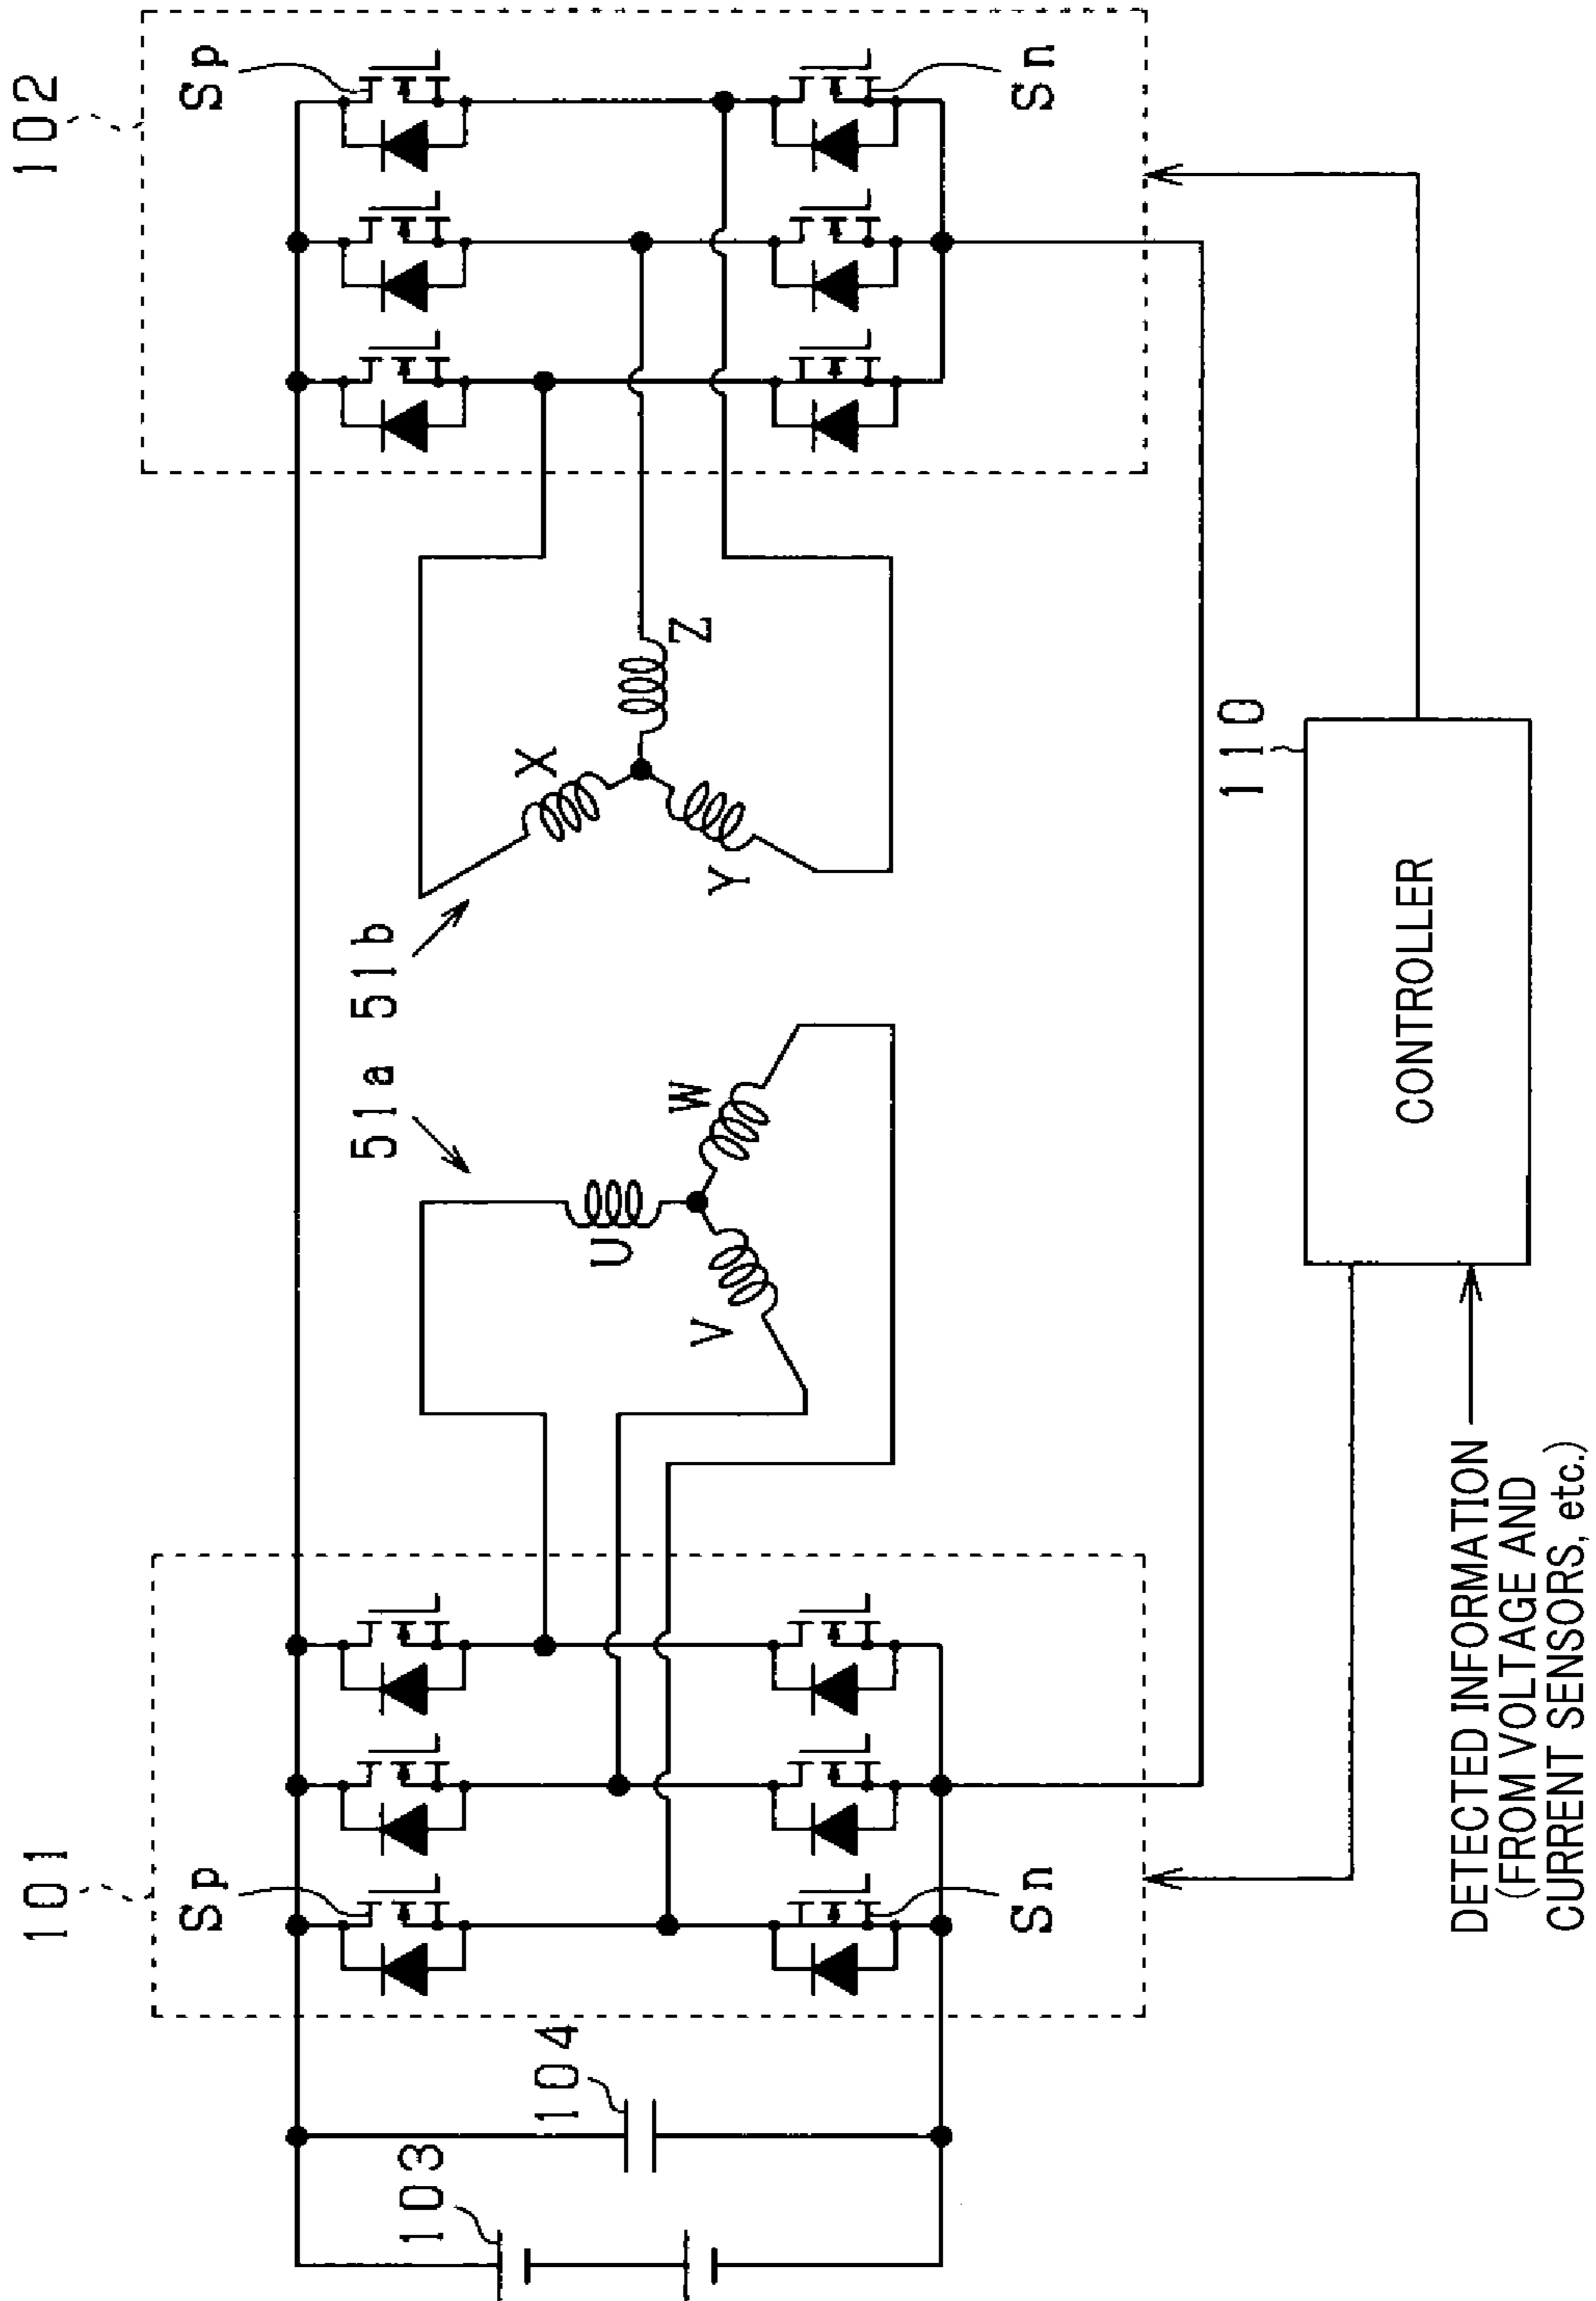 101
102
Sp
Sp
103
104
51a
51b
U
V
W
X
Y
Z
Sn
Sn
110
CONTROLLER
DETECTED INFORMATION
(FROM VOLTAGE AND
CURRENT SENSORS, etc.)